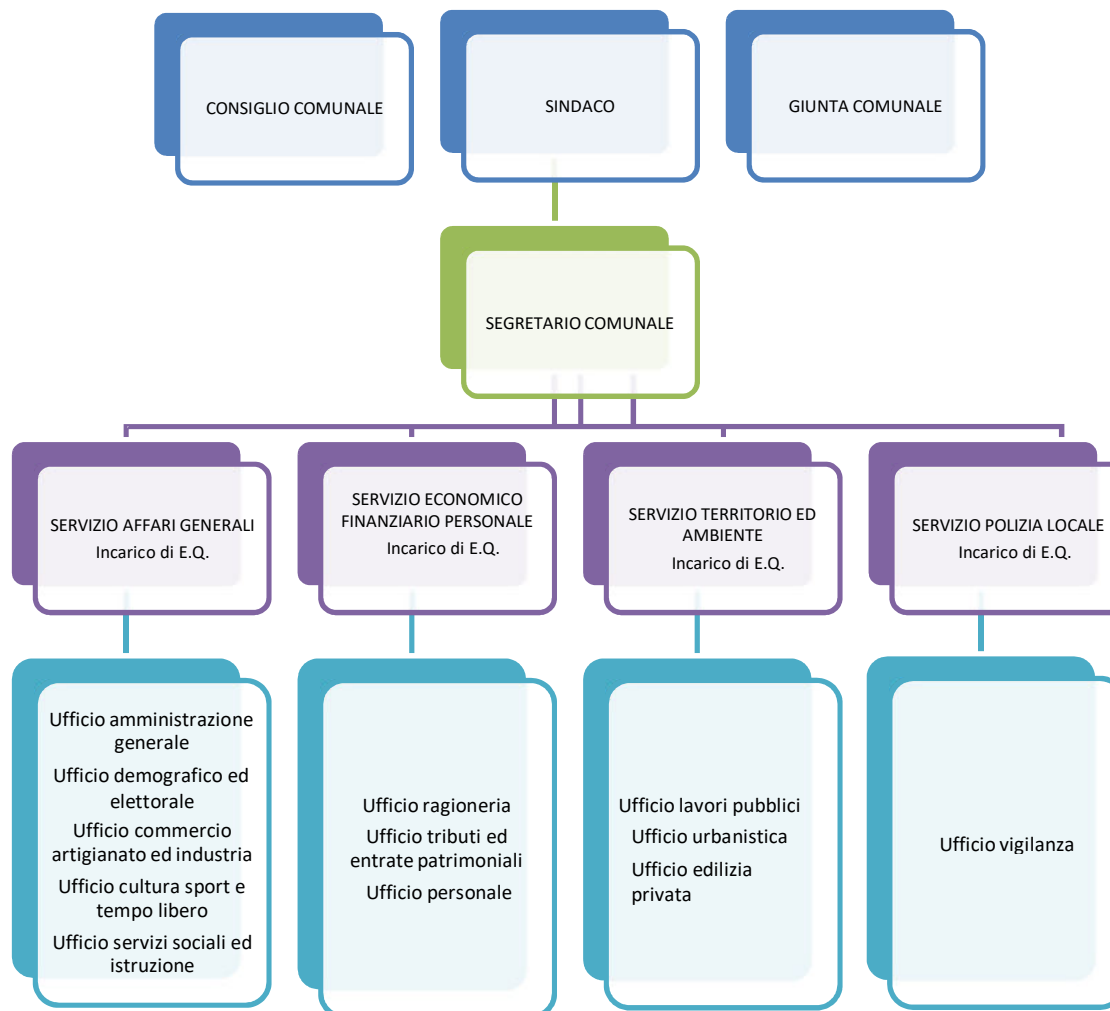 CONSIGLIO COMUNALE
SINDACO
GIUNTA COMUNALE
SEGRETARIO COMUNALE
SERVIZIO AFFARI GENERALI
Incarico di E.Q.
SERVIZIO ECONOMICO
FINANZIARIO PERSONALE
Incarico di E.Q.
SERVIZIO TERRITORIO ED
AMBIENTE
Incarico di E.Q.
SERVIZIO POLIZIA LOCALE
Incarico di E.Q.
Ufficio amministrazione
generale
Ufficio demografico ed
elettorale
Ufficio commercio
artigianato ed industria
Ufficio cultura sport e
tempo libero
Ufficio servizi sociali ed
istruzione
Ufficio ragioneria
Ufficio tributi ed
entrate patrimoniali
Ufficio personale
Ufficio lavori pubblici
Ufficio urbanistica
Ufficio edilizia
privata
Ufficio vigilanza